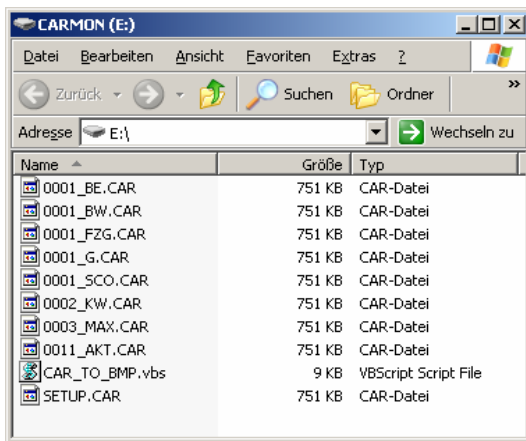 CARMON (E:)
Datei Bearbeiten Ansicht Favoriten Extras ?
Zurück Suchen Ordner »
Adresse E:\ Wechseln zu
Name Größe Typ
0001_BE.CAR 751 KB CAR-Datei
0001_BW.CAR 751 KB CAR-Datei
0001_FZG.CAR 751 KB CAR-Datei
0001_G.CAR 751 KB CAR-Datei
0001_SCO.CAR 751 KB CAR-Datei
0002_KW.CAR 751 KB CAR-Datei
0003_MAX.CAR 751 KB CAR-Datei
0011_AKT.CAR 751 KB CAR-Datei
CAR_TO_BMP.vbs 9 KB VBScript Script File
SETUP.CAR 751 KB CAR-Datei